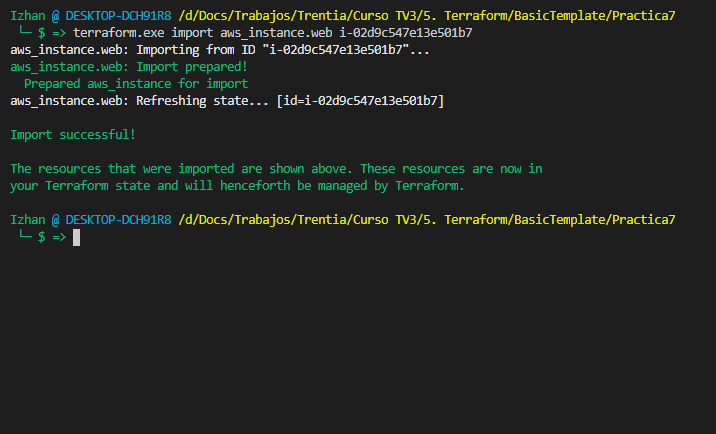 Izhan @ DESKTOP-DCH91R8 /d/Docs/Trabajos/Trentia/Curso TV3/5. Terraform/BasicTemplate/Practica7
└─ $ => terraform.exe import aws_instance.web i-02d9c547e13e501b7
aws_instance.web: Importing from ID "i-02d9c547e13e501b7"...
aws_instance.web: Import prepared!
  Prepared aws_instance for import
aws_instance.web: Refreshing state... [id=i-02d9c547e13e501b7]

Import successful!

The resources that were imported are shown above. These resources are now in
your Terraform state and will henceforth be managed by Terraform.

Izhan @ DESKTOP-DCH91R8 /d/Docs/Trabajos/Trentia/Curso TV3/5. Terraform/BasicTemplate/Practica7
└─ $ =>